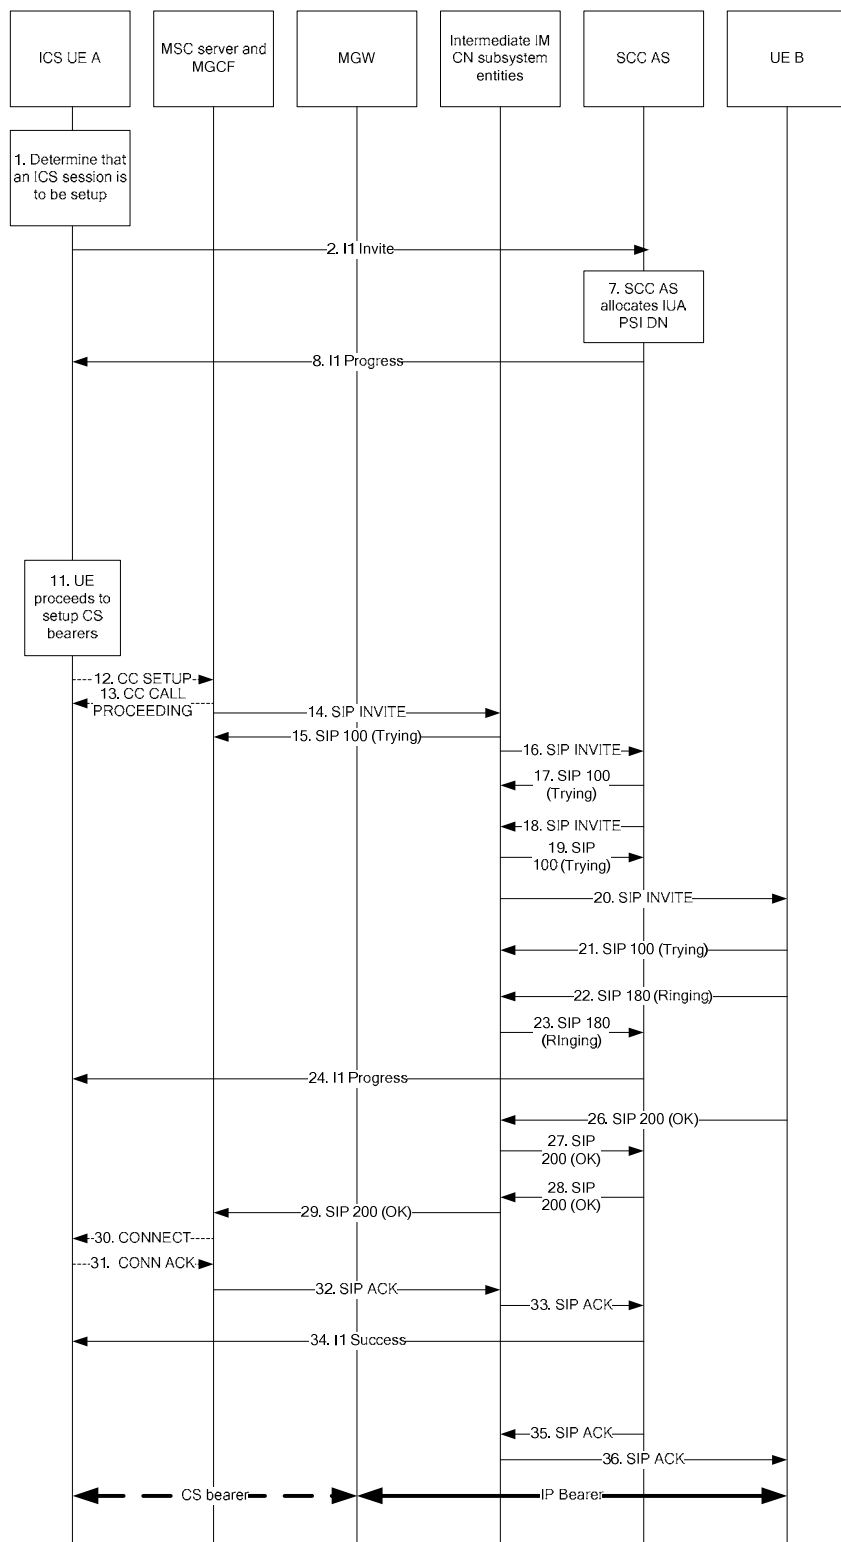 ICS UE A
MSC server and
MGCF
MGW
Intermediate IM
CN subsystem
entities
SCC AS
UE B
1. Determine that
an ICS session is
to be setup
2. I1 Invite
7. SCC AS
allocates IUA
PSI DN
8. I1 Progress
11. UE
proceeds to
setup CS
bearers
12. CC SETUP
13. CC CALL
PROCEEDING
14. SIP INVITE
15. SIP 100 (Trying)
16. SIP INVITE
17. SIP 100
(Trying)
18. SIP INVITE
19. SIP
100(Trying)
20. SIP INVITE
21. SIP 100 (Trying)
22. SIP 180 (Ringing)
23. SIP 180
(RInging)
24. I1 Progress
26. SIP 200 (OK)
27. SIP
200 (OK)
28. SIP
200 (OK)
29. SIP 200 (OK)
30. CONNECT
31. CONN ACK
32. SIP ACK
33. SIP ACK
34. I1 Success
35. SIP ACK
36. SIP ACK
CS bearer
IP Bearer